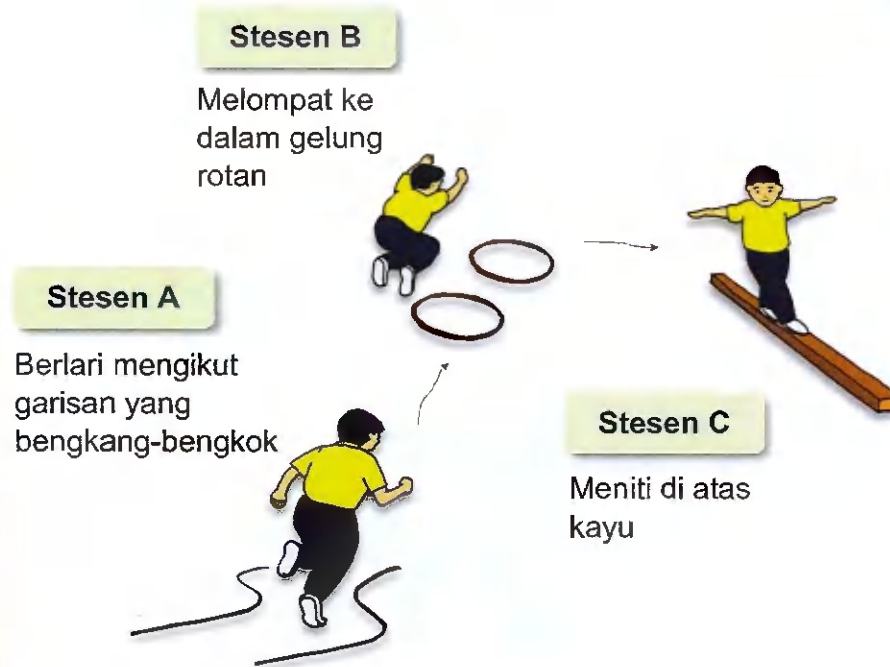 Stesen B
Melompat ke
dalam gelung
rotan
Stesen A
Berlari mengikut
garisan yang
bengkang-bengkok
Stesen C
Meniti di atas
kayu